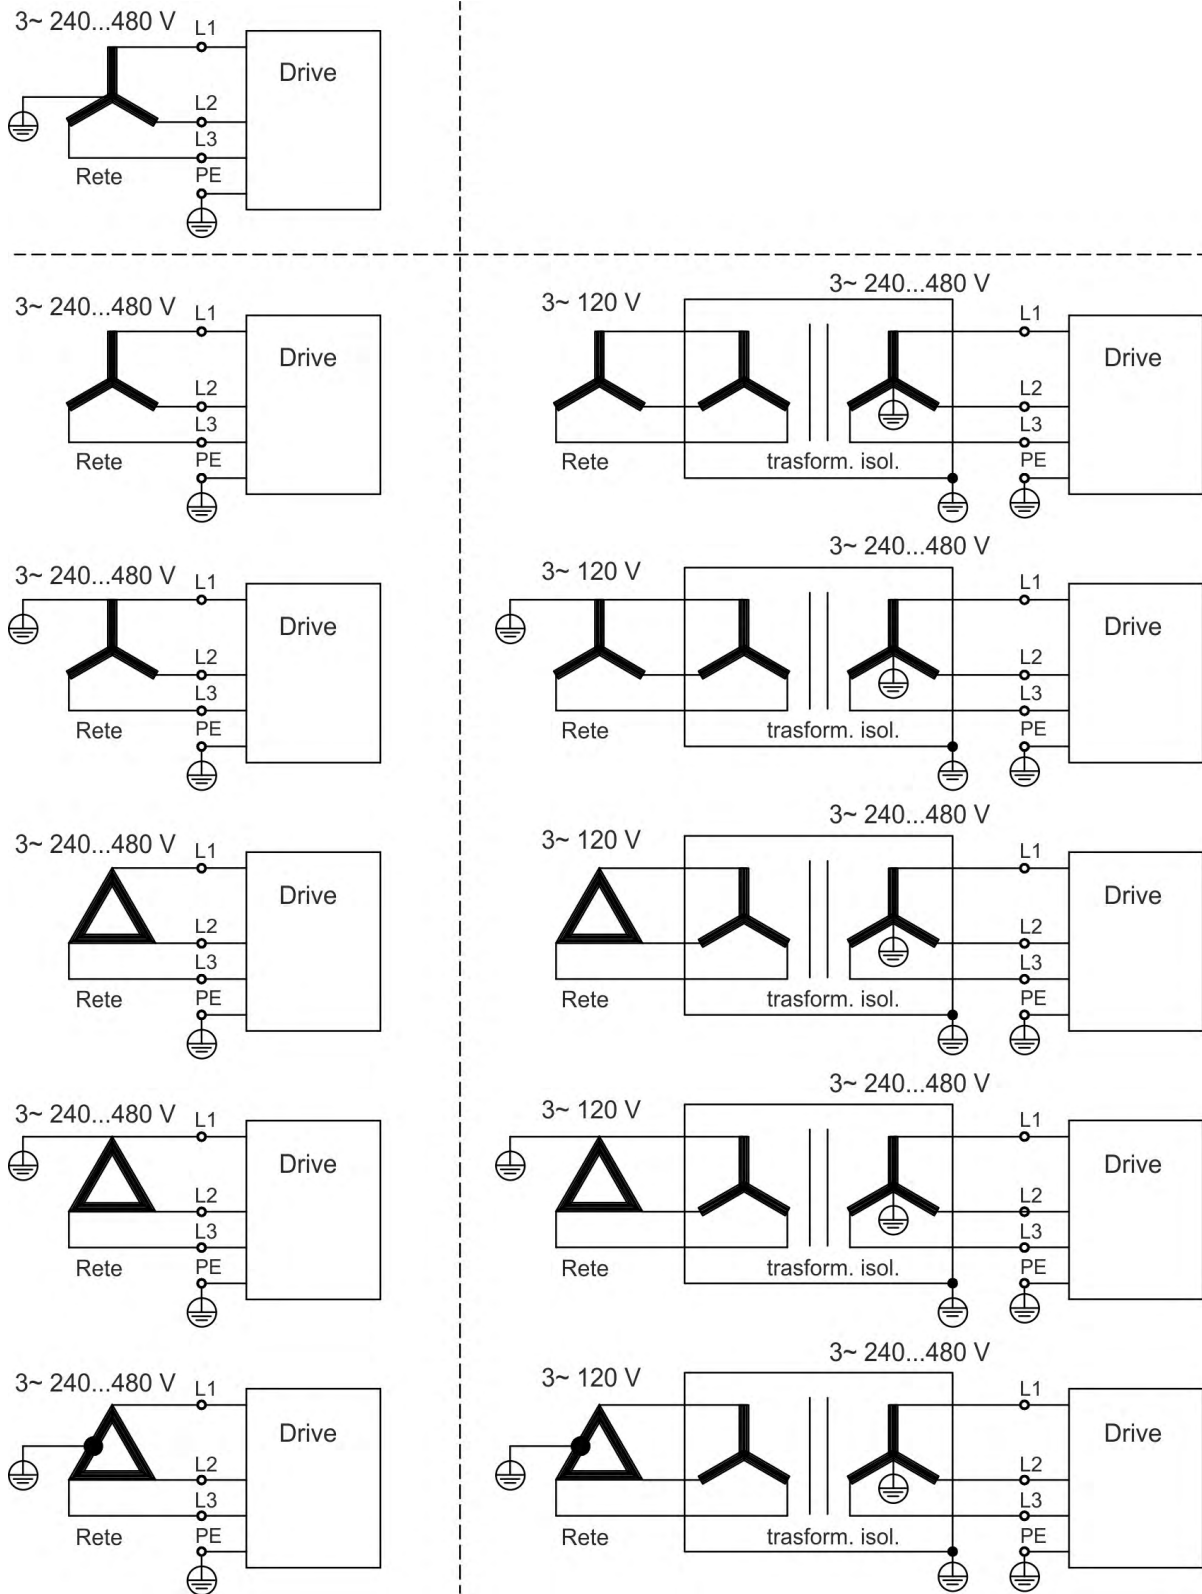 3~ 240...480 V
L1
Drive
L2
L3
Rete
PE
3~ 240...480 V
L1
Drive
L2
L3
Rete
PE
3~ 120 V
3~ 240...480 V
L1
Drive
L2
L3
Rete
trasform. isol.
PE
3~ 240...480 V
L1
Drive
L2
L3
Rete
PE
3~ 120 V
3~ 240...480 V
L1
Drive
L2
L3
Rete
trasform. isol.
PE
3~ 240...480 V
L1
Drive
L2
L3
Rete
PE
3~ 120 V
3~ 240...480 V
L1
Drive
L2
L3
Rete
trasform. isol.
PE
3~ 240...480 V
L1
Drive
L2
L3
Rete
PE
3~ 120 V
3~ 240...480 V
L1
Drive
L2
L3
Rete
trasform. isol.
PE
3~ 240...480 V
L1
Drive
L2
L3
Rete
PE
3~ 120 V
3~ 240...480 V
L1
Drive
L2
L3
Rete
trasform. isol.
PE